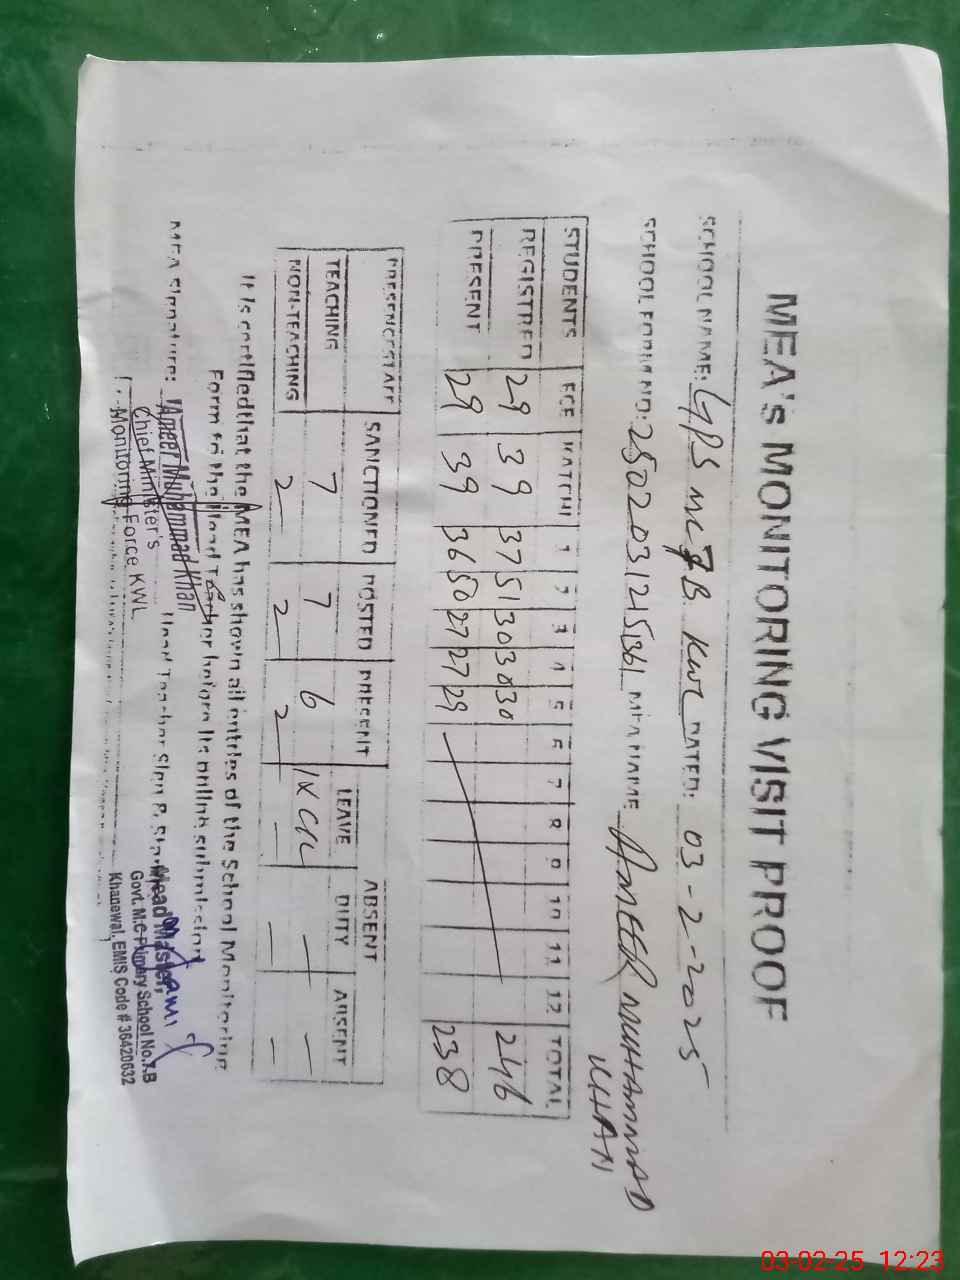 MEA's MONITORING VISIT PROOF
SCHOOL NAME: GPS MC 7B KWL DATED: 03-2-2025
SCHOOL FORM NO: 2502031215361 MEA NAME AMEER MUHAMMAD KHAN
STUDENTS ECE KATCHI 1 2 3 4 5 6 7 8 9 10 11 12 TOTAL
REGISTRED 29 39 37 51 30 30 30 246
PRESENT 29 39 36 50 27 27 29 238
PRESENCE STAFF SANCTIONED POSTED PRESENT ABSENT
LEAVE DUTY ABSENT
TEACHING 7 7 6 1 — —
NON-TEACHING 2 2 2 — — —
It is certified that the MEA has shown all entries of the School Monitoring
Form to the Head Teacher before its online submission
MEA Signature: Head Teacher Sign & Stamp
Ameer Muhammad Khan
Chief Minister's
Monitoring Force KWL
Head Master,
Govt. M.C Primary School No.7.B
Khanewal. EMIS Code # 36420632
03-02-25 12:23